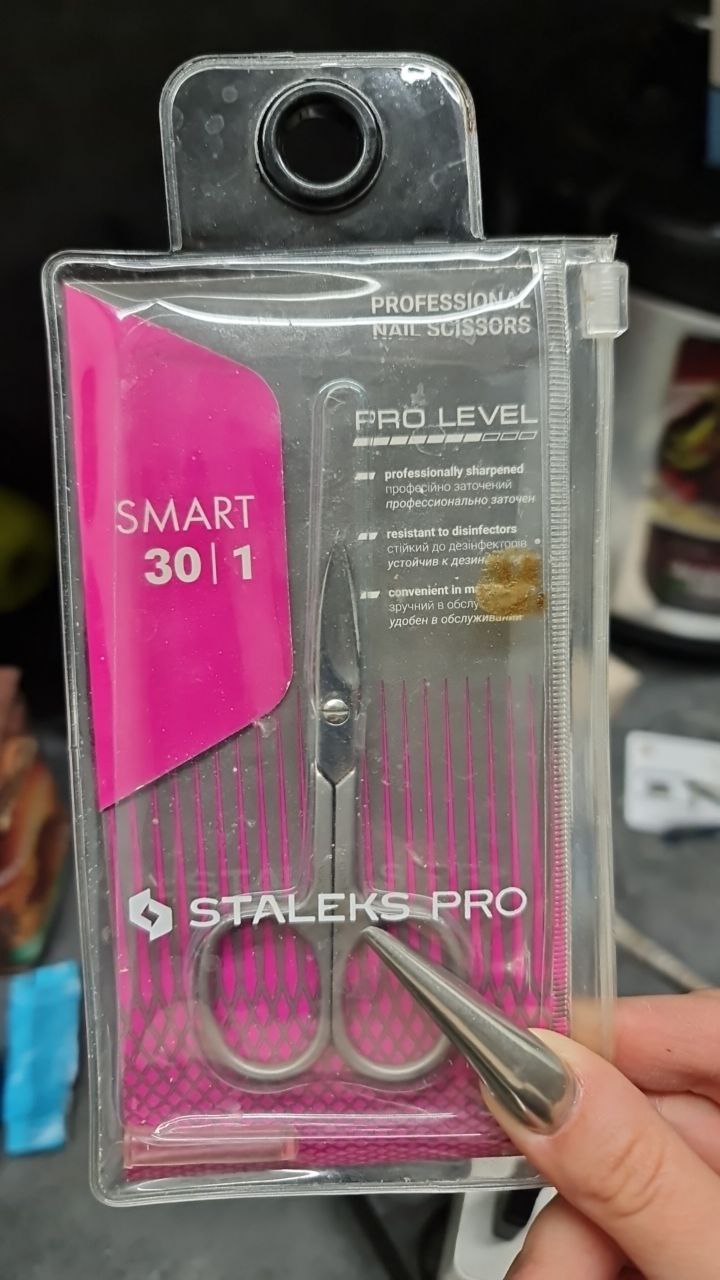 PROFESSIONAL
NAIL SCISSORS
PRO LEVEL
professionally sharpened
професійно заточений
профессионально заточен
SMART
30|1
resistant to disinfectors
стійкий до дезінфекторів
устойчив к
convenient in
зручний в
удобен в обслуживании
STALEKS PRO